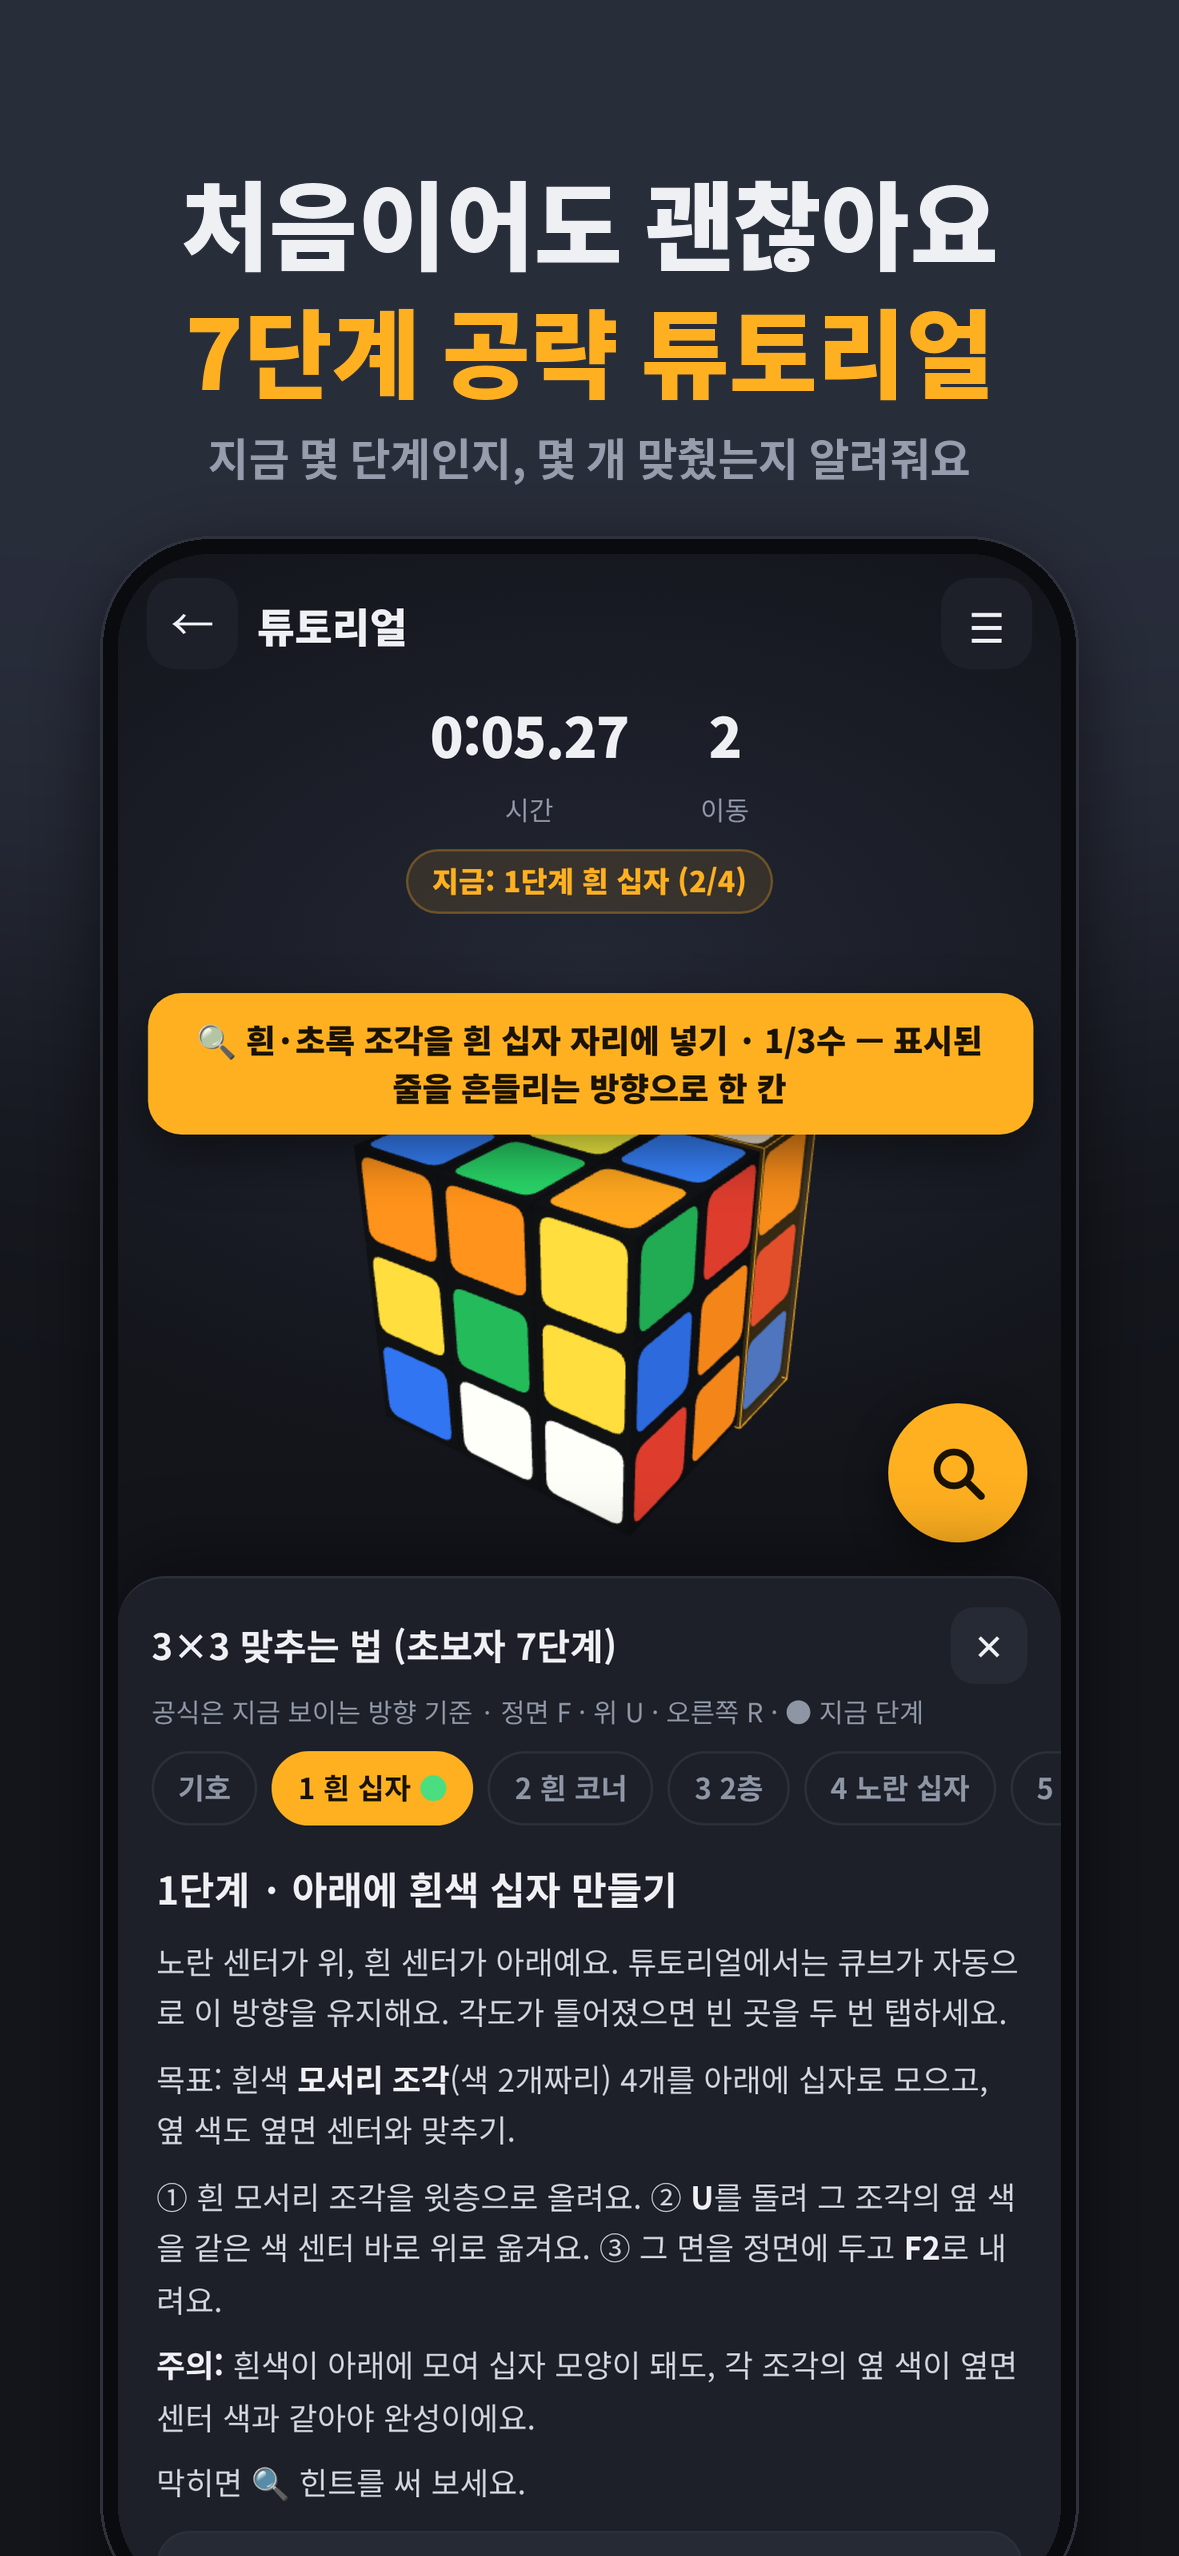 처음이어도 괜찮아요
7단계 공략 튜토리얼
지금 몇 단계인지, 몇 개 맞췄는지 알려줘요
← 튜토리얼 ☰
0:05.27 2
시간 이동
지금: 1단계 흰 십자 (2/4)
🔍 흰·초록 조각을 흰 십자 자리에 넣기 · 1/3수 — 표시된
줄을 흔들리는 방향으로 한 칸
3×3 맞추는 법 (초보자 7단계) ✕
공식은 지금 보이는 방향 기준 · 정면 F · 위 U · 오른쪽 R · ● 지금 단계
기호 1 흰 십자 2 흰 코너 3 2층 4 노란 십자 5
1단계 · 아래에 흰색 십자 만들기
노란 센터가 위, 흰 센터가 아래예요. 튜토리얼에서는 큐브가 자동으
로 이 방향을 유지해요. 각도가 틀어졌으면 빈 곳을 두 번 탭하세요.
목표: 흰색 모서리 조각(색 2개짜리) 4개를 아래에 십자로 모으고,
옆 색도 옆면 센터와 맞추기.
① 흰 모서리 조각을 윗층으로 올려요. ② U를 돌려 그 조각의 옆 색
을 같은 색 센터 바로 위로 옮겨요. ③ 그 면을 정면에 두고 F2로 내
려요.
주의: 흰색이 아래에 모여 십자 모양이 돼도, 각 조각의 옆 색이 옆면
센터 색과 같아야 완성이에요.
막히면 🔍 힌트를 써 보세요.